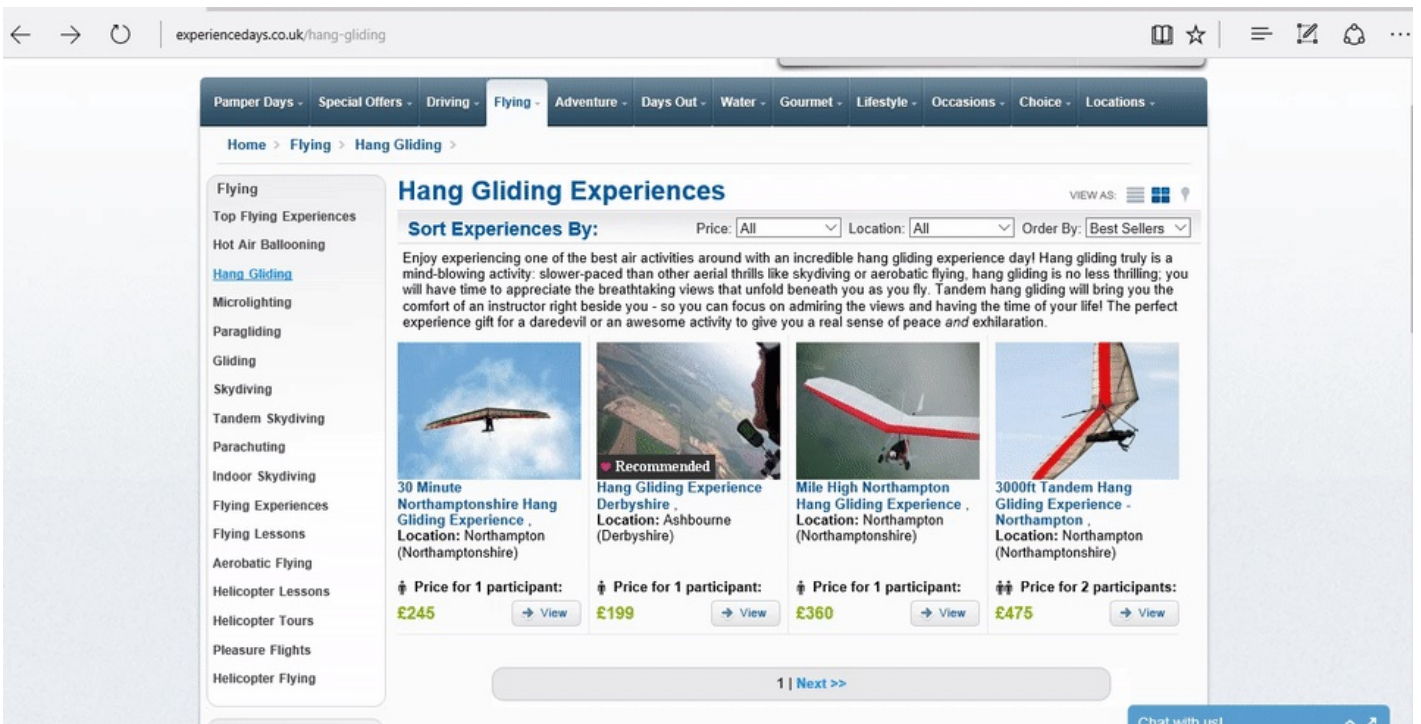 experiencedays.co.uk/hang-gliding
Pamper Days Special Offers Driving Flying Adventure Days Out Water Gourmet Lifestyle Occasions Choice Locations
Home > Flying > Hang Gliding >
Flying
Top Flying Experiences
Hot Air Ballooning
Hang Gliding
Microlighting
Paragliding
Gliding
Skydiving
Tandem Skydiving
Parachuting
Indoor Skydiving
Flying Experiences
Flying Lessons
Aerobatic Flying
Helicopter Lessons
Helicopter Tours
Pleasure Flights
Helicopter Flying
Hang Gliding Experiences
VIEW AS:
Sort Experiences By: Price: All Location: All Order By: Best Sellers
Enjoy experiencing one of the best air activities around with an incredible hang gliding experience day! Hang gliding truly is a
mind-blowing activity: slower-paced than other aerial thrills like skydiving or aerobatic flying, hang gliding is no less thrilling; you
will have time to appreciate the breathtaking views that unfold beneath you as you fly. Tandem hang gliding will bring you the
comfort of an instructor right beside you - so you can focus on admiring the views and having the time of your life! The perfect
experience gift for a daredevil or an awesome activity to give you a real sense of peace and exhilaration.
30 Minute
Northamptonshire Hang
Gliding Experience ,
Location: Northampton
(Northamptonshire)
Price for 1 participant:
£245
View
Recommended
Hang Gliding Experience
Derbyshire ,
Location: Ashbourne
(Derbyshire)
Price for 1 participant:
£199
View
Mile High Northampton
Hang Gliding Experience ,
Location: Northampton
(Northamptonshire)
Price for 1 participant:
£360
View
3000ft Tandem Hang
Gliding Experience -
Northampton ,
Location: Northampton
(Northamptonshire)
Price for 2 participants:
£475
View
1 | Next >>
Chat with us!